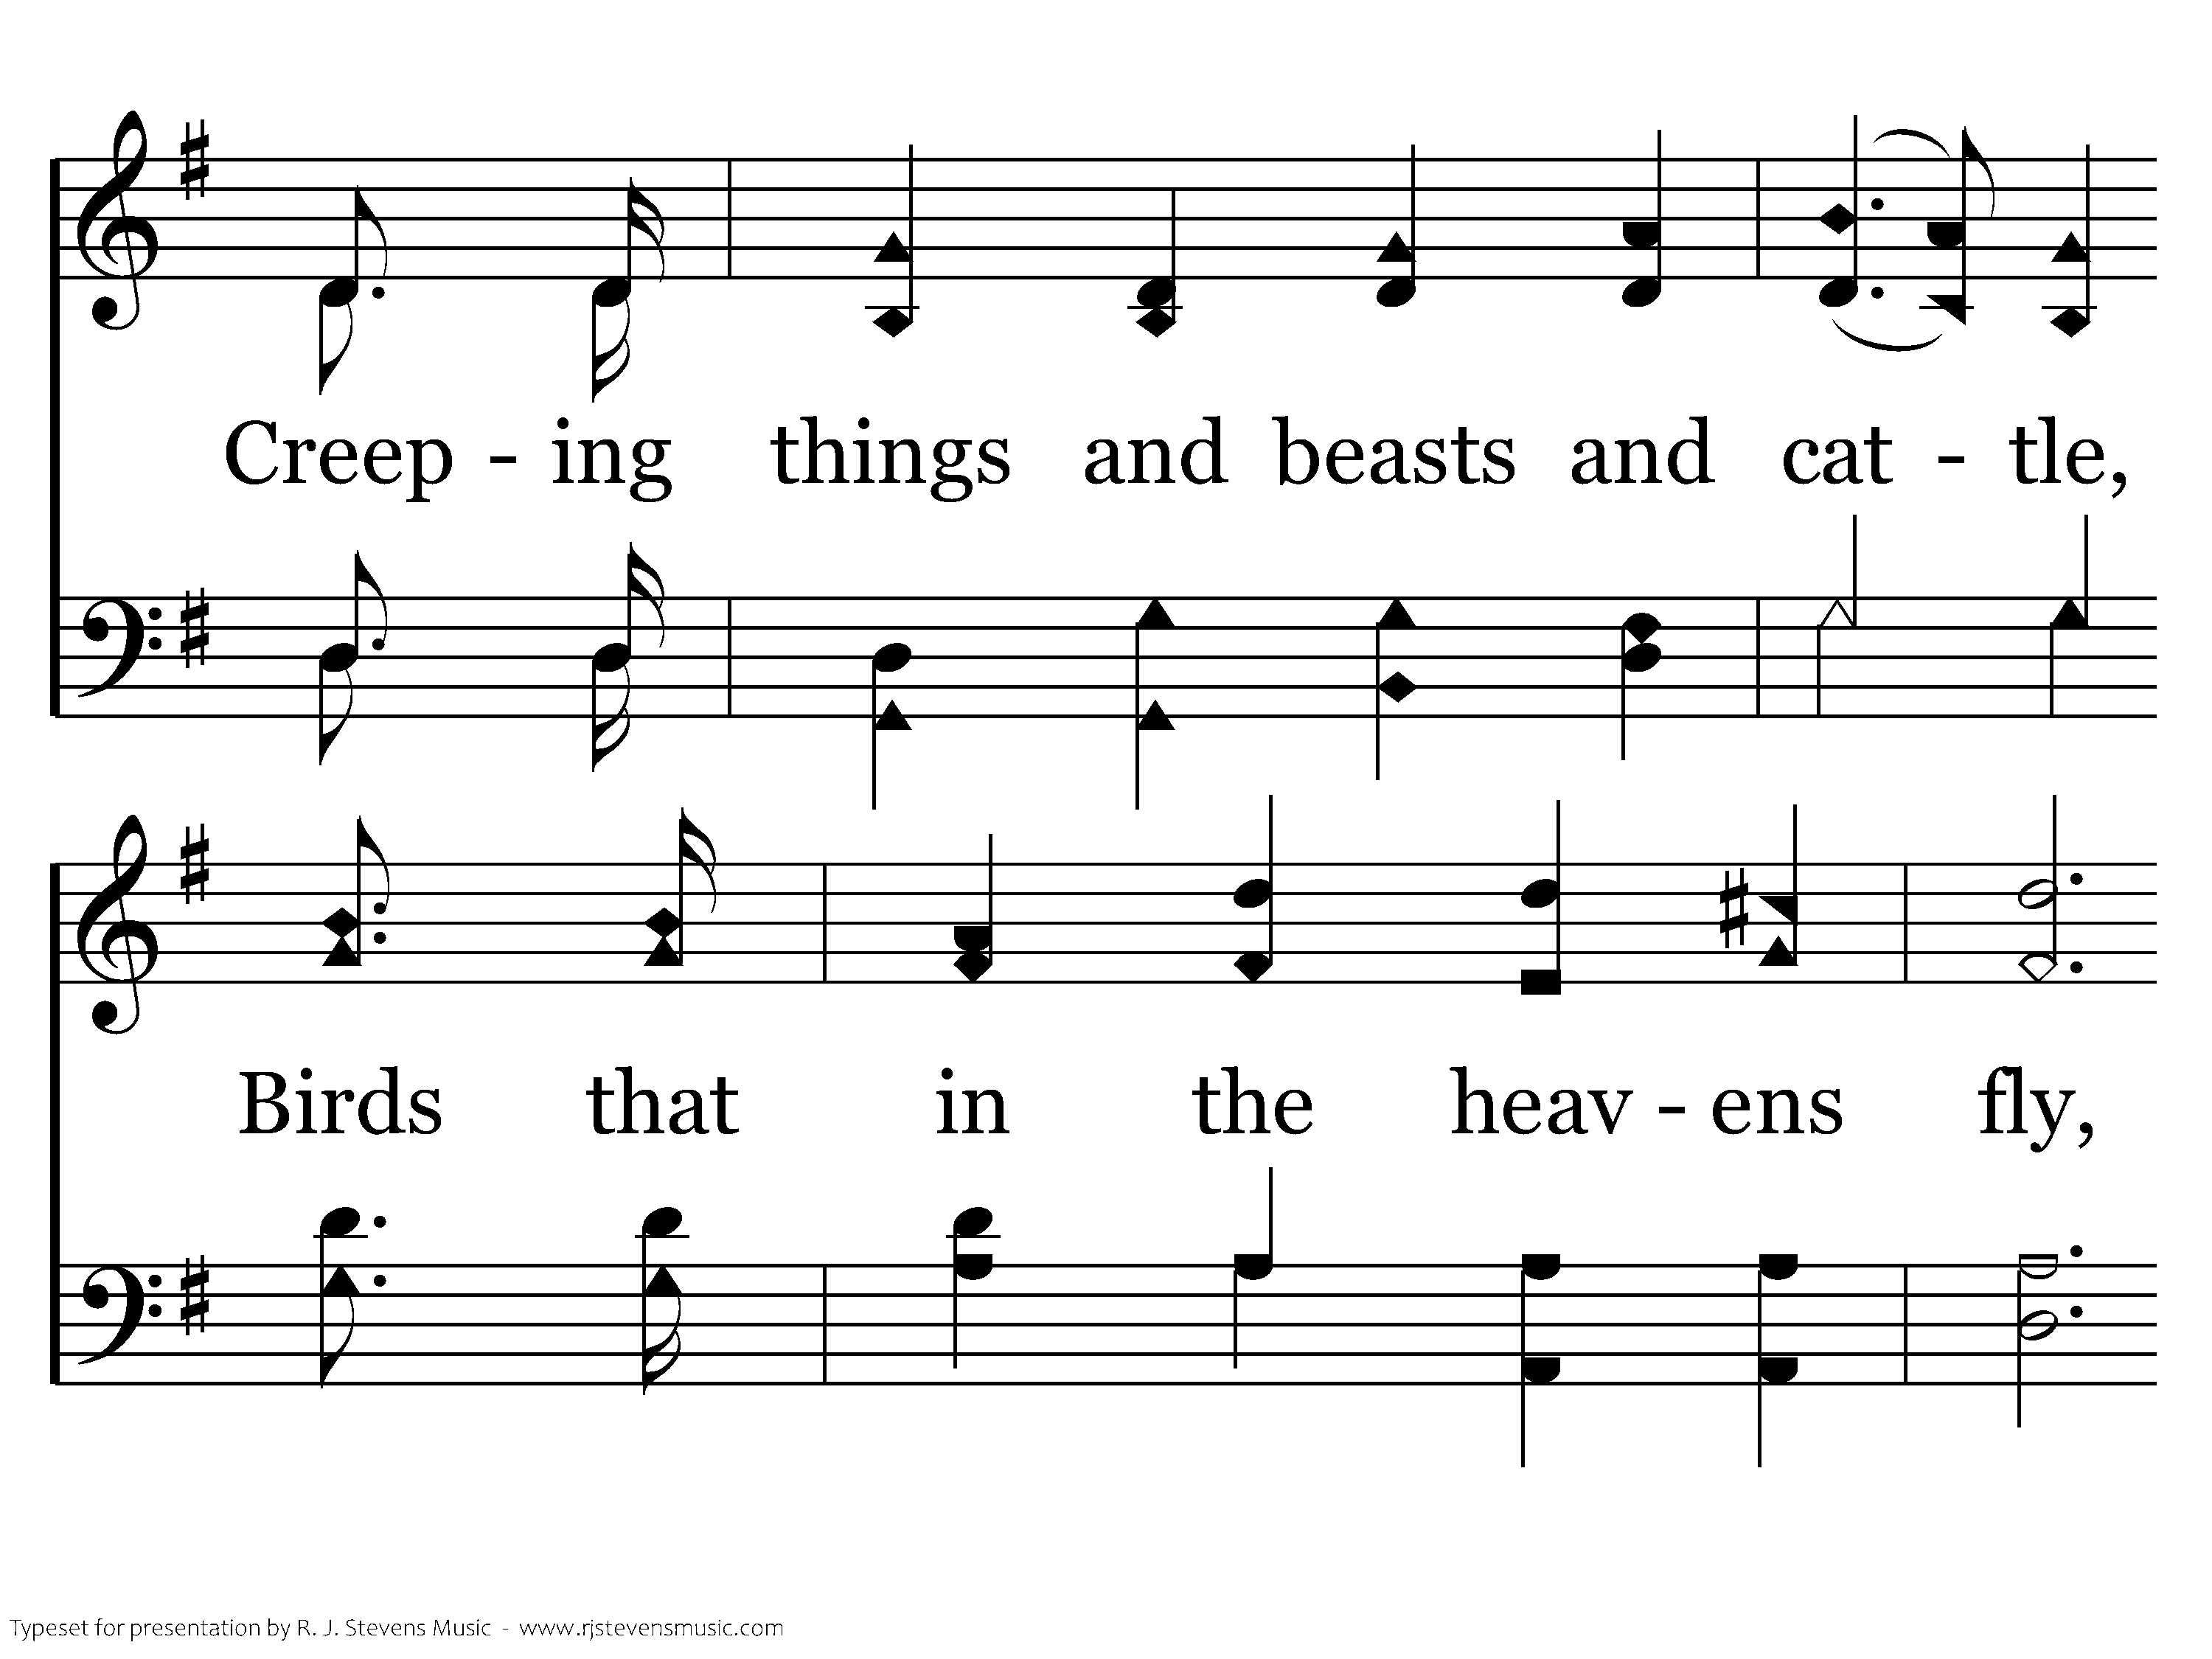 Creep - ing things and beasts and cat - tle,
Birds that in the heav - ens fly,
Typeset for presentation by R. J. Stevens Music - www.rjstevensmusic.com